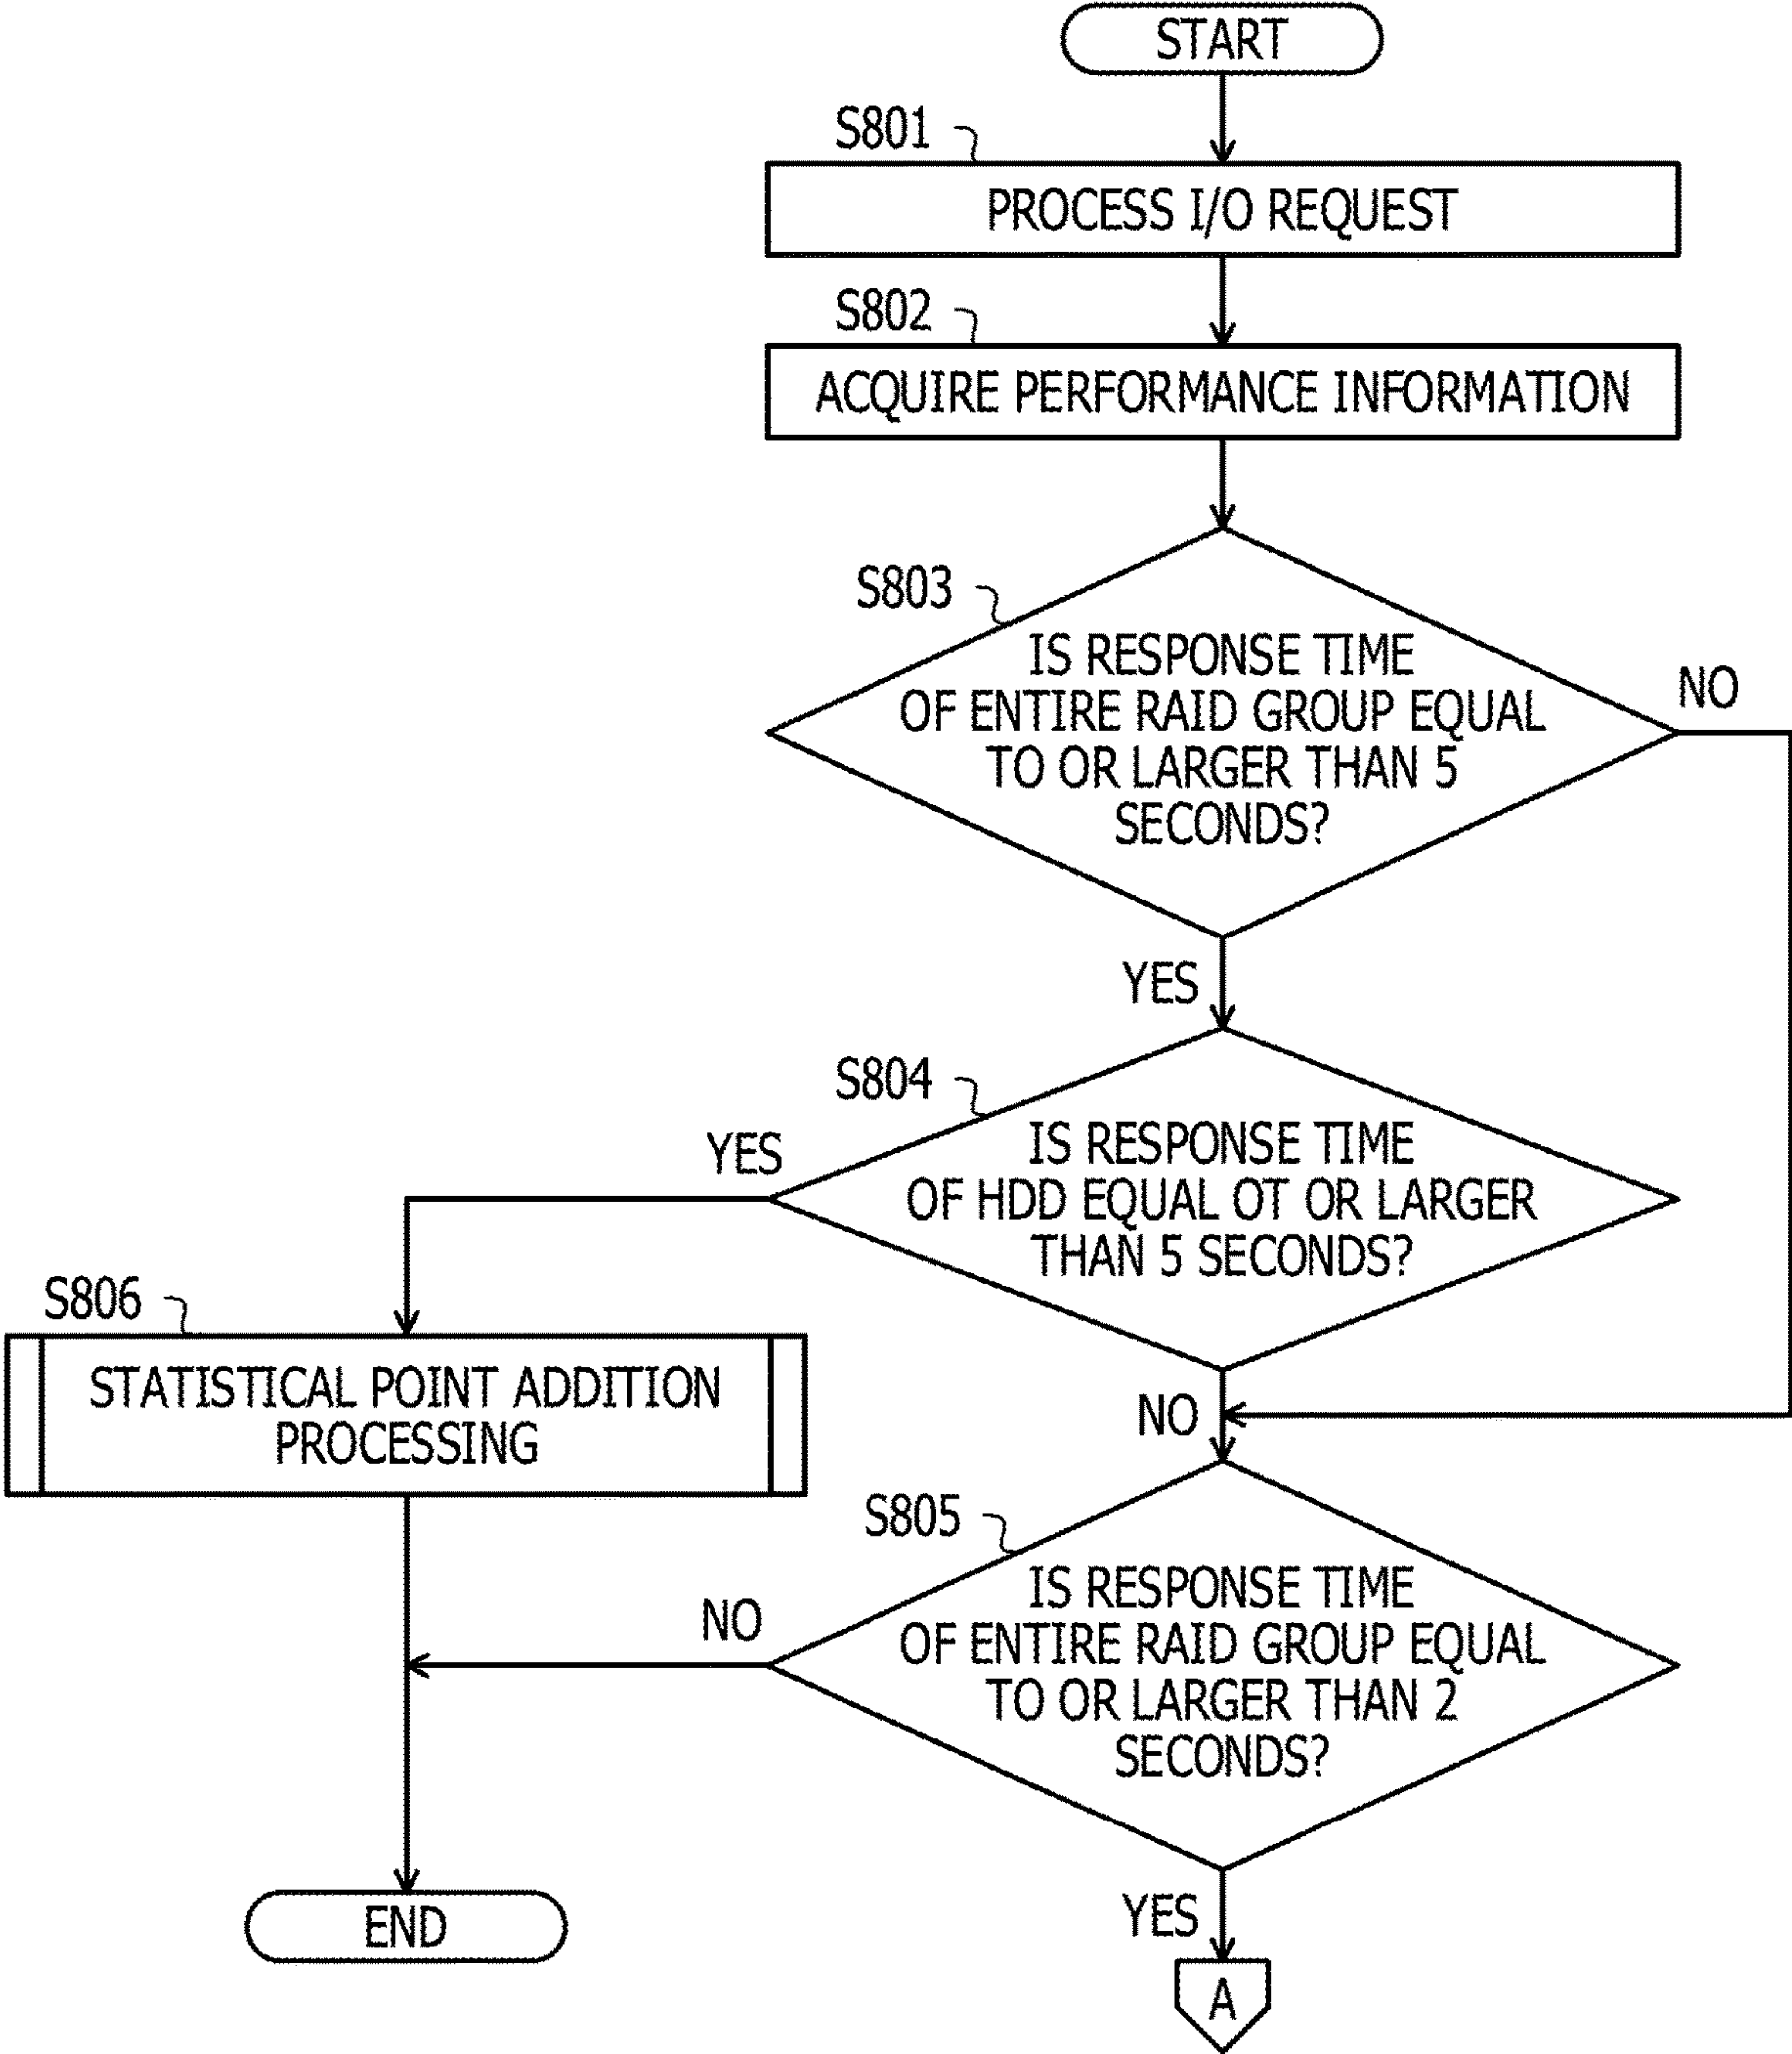 START
S801
PROCESS I/O REQUEST
S802
ACQUIRE PERFORMANCE INFORMATION
S803
IS RESPONSE TIME
OF ENTIRE RAID GROUP EQUAL
TO OR LARGER THAN 5
SECONDS?
NO
YES
S804
IS RESPONSE TIME
OF HDD EQUAL OT OR LARGER
THAN 5 SECONDS?
YES
S806
STATISTICAL POINT ADDITION
PROCESSING
NO
S805
IS RESPONSE TIME
OF ENTIRE RAID GROUP EQUAL
TO OR LARGER THAN 2
SECONDS?
NO
YES
END
A